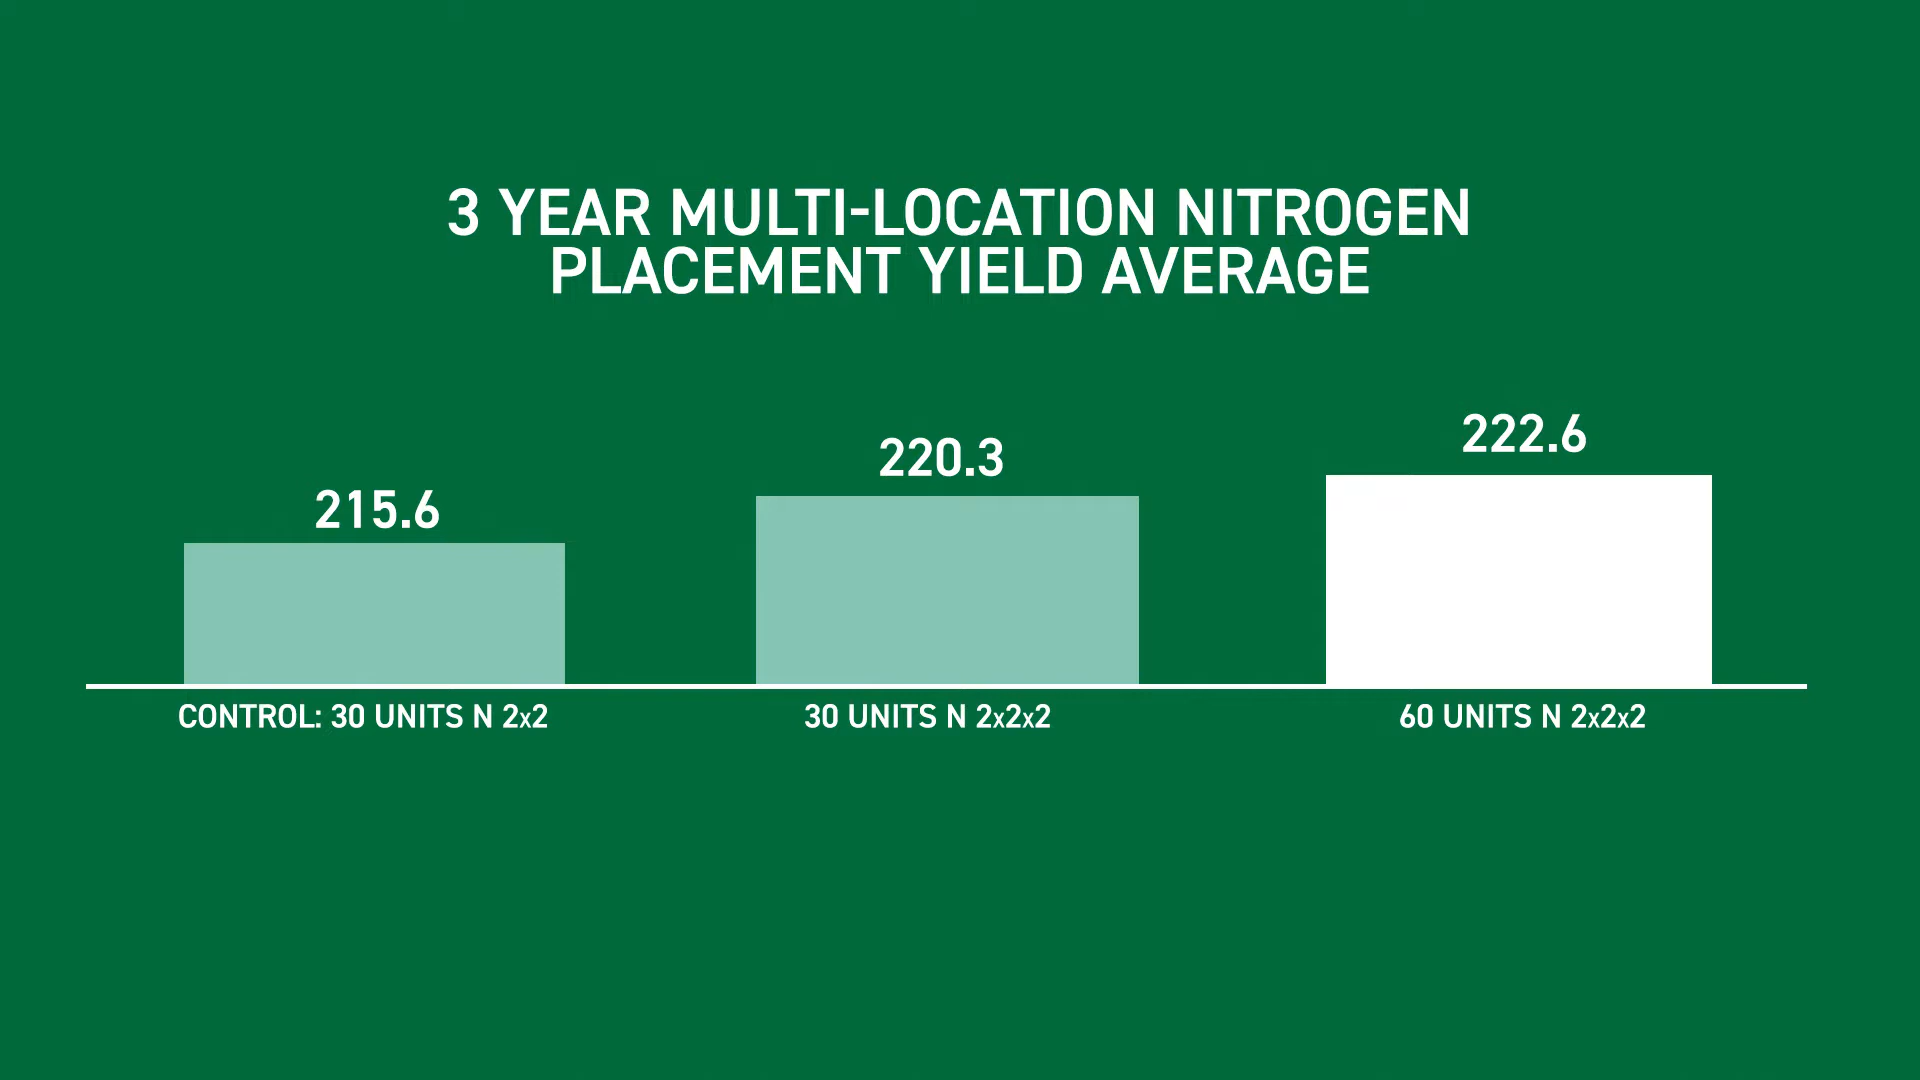 3 YEAR MULTI-LOCATION NITROGEN
PLACEMENT YIELD AVERAGE
215.6
220.3
222.6
CONTROL: 30 UNITS N 2x2
30 UNITS N 2x2x2
60 UNITS N 2x2x2